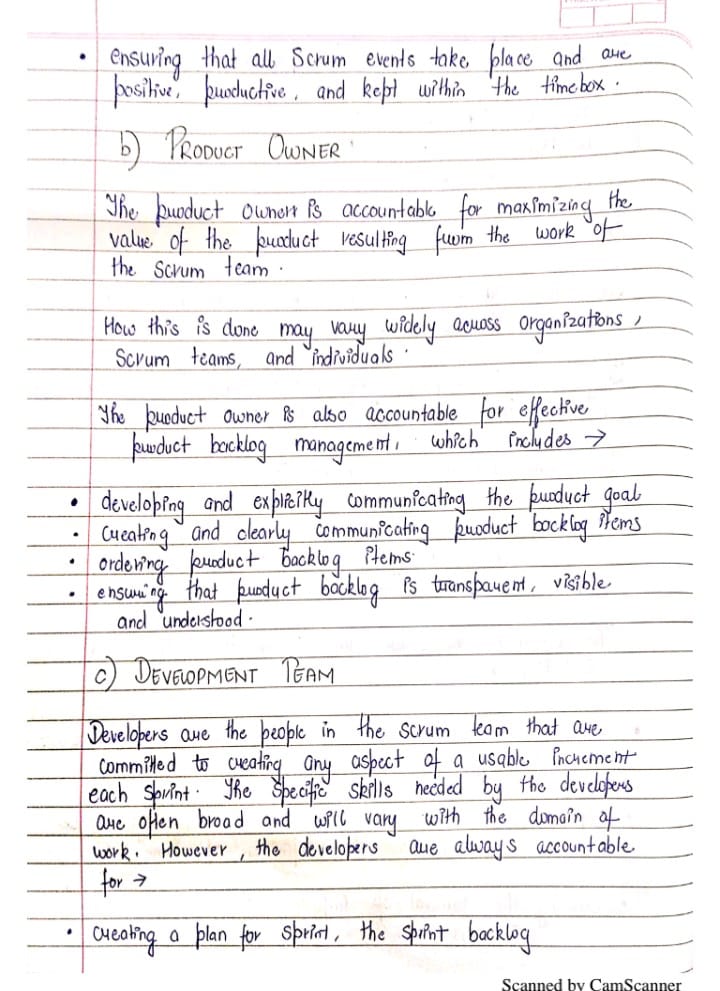 • ensuring that all Scrum events take place and are
positive, productive, and kept within the timebox.
b) PRODUCT OWNER
The product owner is accountable for maximizing the
value of the product resulting from the work of
the scrum team.
How this is done may vary widely across organizations,
Scrum teams, and individuals.
The product owner is also accountable for effective
product backlog management, which includes →
• developing and explicitly communicating the product goal
• creating and clearly communicating product backlog items
• ordering product backlog items.
• ensuring that product backlog is transparent, visible
and understood.
c) DEVELOPMENT TEAM
Developers are the people in the scrum team that are
committed to creating any aspect of a usable increment
each sprint. The specific skills needed by the developers
are often broad and will vary with the domain of
work. However, the developers are always accountable
for →
• creating a plan for sprint, the sprint backlog
Scanned by CamScanner